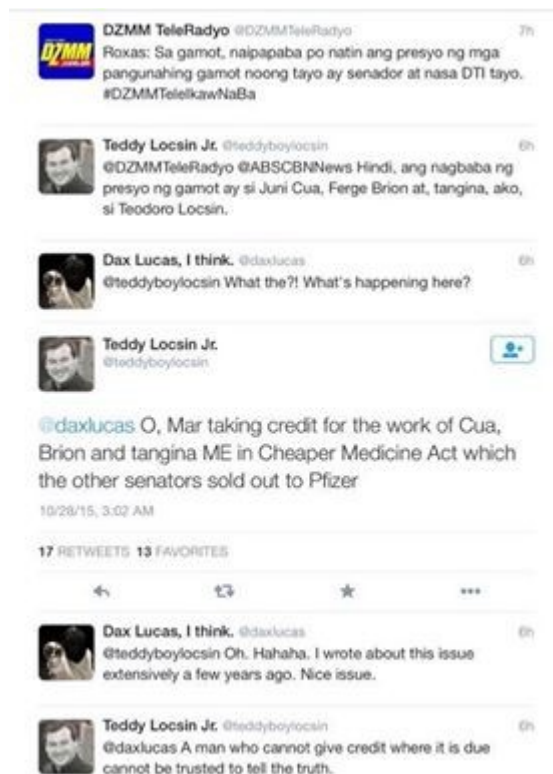 DZMM TeleRadyo @DZMMTeleRadyo 7h
DZMM
Roxas: Sa gamot, naipapaba po natin ang presyo ng mga
pangunahing gamot noong tayo ay senador at nasa DTI tayo.
#DZMMTeleIkawNaBa
Teddy Locsin Jr. @teddyboylocsin 6h
@DZMMTeleRadyo @ABSCBNNews Hindi, ang nagbaba ng
presyo ng gamot ay si Juni Cua, Ferge Brion at, tangina, ako,
si Teodoro Locsin.
Dax Lucas, I think. @daxlucas 6h
@teddyboylocsin What the?! What's happening here?
Teddy Locsin Jr.
@teddyboylocsin
@daxlucas O, Mar taking credit for the work of Cua,
Brion and tangina ME in Cheaper Medicine Act which
the other senators sold out to Pfizer
10/28/15, 3:02 AM
17 RETWEETS 13 FAVORITES
Dax Lucas, I think. @daxlucas 6h
@teddyboylocsin Oh. Hahaha. I wrote about this issue
extensively a few years ago. Nice issue.
Teddy Locsin Jr. @teddyboylocsin 6h
@daxlucas A man who cannot give credit where it is due
cannot be trusted to tell the truth.